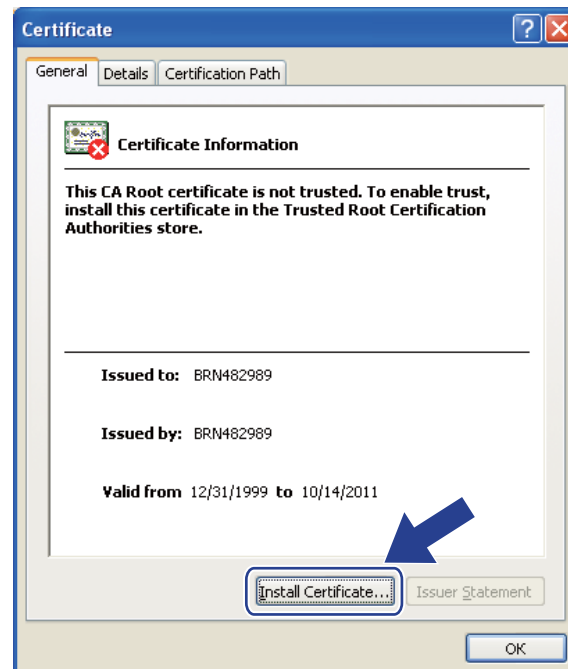 Certificate
General Details Certification Path
Certificate Information
This CA Root certificate is not trusted. To enable trust,
install this certificate in the Trusted Root Certification
Authorities store.
Issued to: BRN482989
Issued by: BRN482989
Valid from 12/31/1999 to 10/14/2011
Install Certificate... Issuer Statement
OK